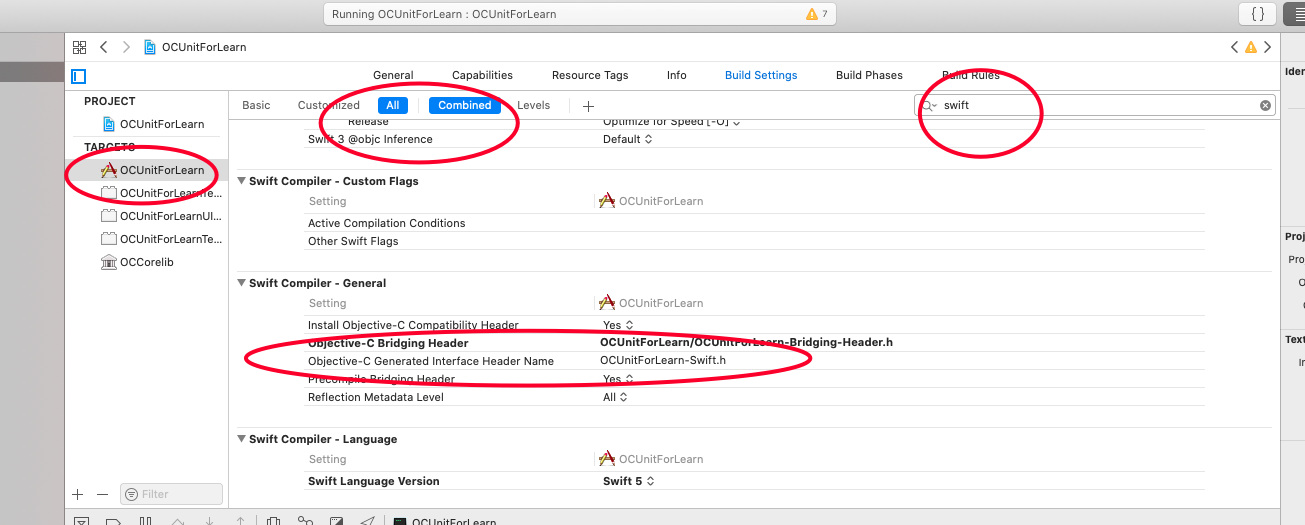 Running OCUnitForLearn : OCUnitForLearn
7
{ }
OCUnitForLearn
General Capabilities Resource Tags Info Build Settings Build Phases Build Rules
Basic Customized All Combined Levels
swift
PROJECT
OCUnitForLearn
TARGETS
OCUnitForLearn
OCUnitForLearnTe...
OCUnitForLearnUI...
OCUnitForLearnTe...
OCCorelib
Filter
Release Optimize for Speed [-O]
Swift 3 @objc Inference Default
Swift Compiler - Custom Flags
Setting OCUnitForLearn
Active Compilation Conditions
Other Swift Flags
Swift Compiler - General
Setting OCUnitForLearn
Install Objective-C Compatibility Header Yes
Objective-C Bridging Header OCUnitForLearn/OCUnitForLearn-Bridging-Header.h
Objective-C Generated Interface Header Name OCUnitForLearn-Swift.h
Precompile Bridging Header Yes
Reflection Metadata Level All
Swift Compiler - Language
Setting OCUnitForLearn
Swift Language Version Swift 5
OCUnitForLearn